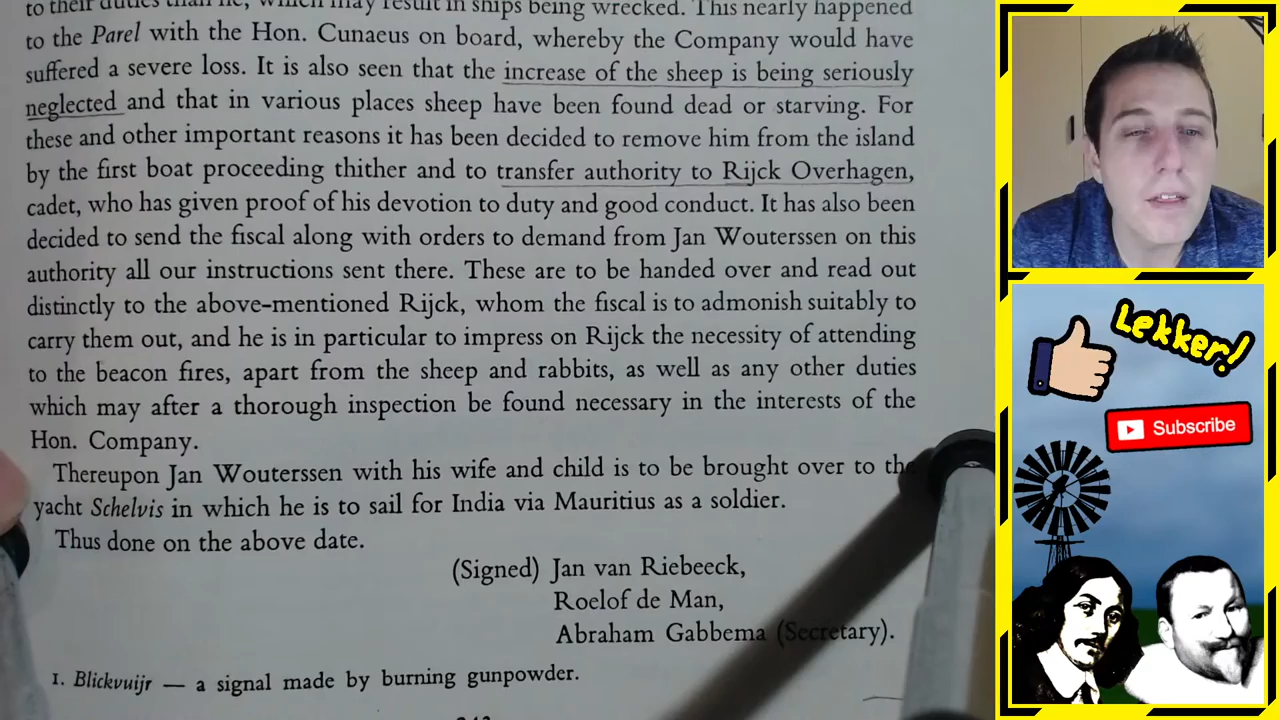 to their duties than he, which may result in ships being wrecked. This nearly happened
to the Parel with the Hon. Cunaeus on board, whereby the Company would have
suffered a severe loss. It is also seen that the increase of the sheep is being seriously
neglected and that in various places sheep have been found dead or starving. For
these and other important reasons it has been decided to remove him from the island
by the first boat proceeding thither and to transfer authority to Rijck Overhagen,
cadet, who has given proof of his devotion to duty and good conduct. It has also been
decided to send the fiscal along with orders to demand from Jan Wouterssen on this
authority all our instructions sent there. These are to be handed over and read out
distinctly to the above-mentioned Rijck, whom the fiscal is to admonish suitably to
carry them out, and he is in particular to impress on Rijck the necessity of attending
to the beacon fires, apart from the sheep and rabbits, as well as any other duties
which may after a thorough inspection be found necessary in the interests of the
Hon. Company.
Thereupon Jan Wouterssen with his wife and child is to be brought over to the
yacht Schelvis in which he is to sail for India via Mauritius as a soldier.
Thus done on the above date.
(Signed) Jan van Riebeeck,
Roelof de Man,
Abraham Gabbema (Secretary).
1. Blickvuijr — a signal made by burning gunpowder.
Lekker!
Subscribe